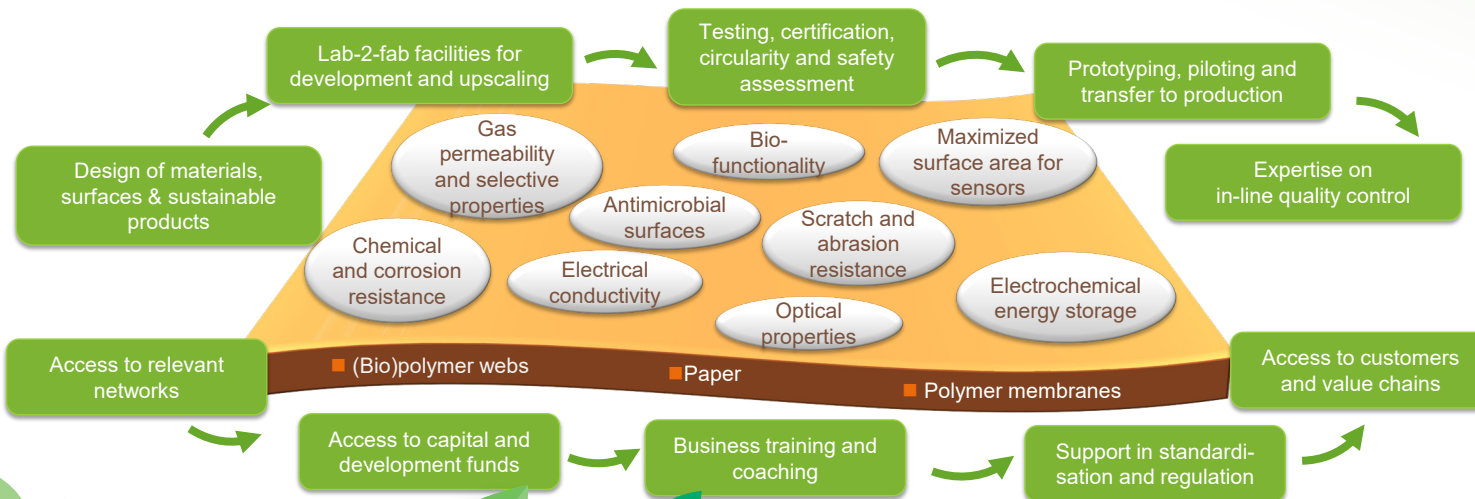 Lab-2-fab facilities for
development and upscaling
Testing, certification,
circularity and safety
assessment
Prototyping, piloting and
transfer to production
Design of materials,
surfaces & sustainable
products
Expertise on
in-line quality control
Gas
permeability
and selective
properties
Bio-
functionality
Maximized
surface area for
sensors
Antimicrobial
surfaces
Scratch and
abrasion
resistance
Chemical
and corrosion
resistance
Electrical
conductivity
Electrochemical
energy storage
Optical
properties
Access to relevant
networks
(Bio)polymer webs
Paper
Polymer membranes
Access to customers
and value chains
Access to capital and
development funds
Business training and
coaching
Support in standardi-
sation and regulation